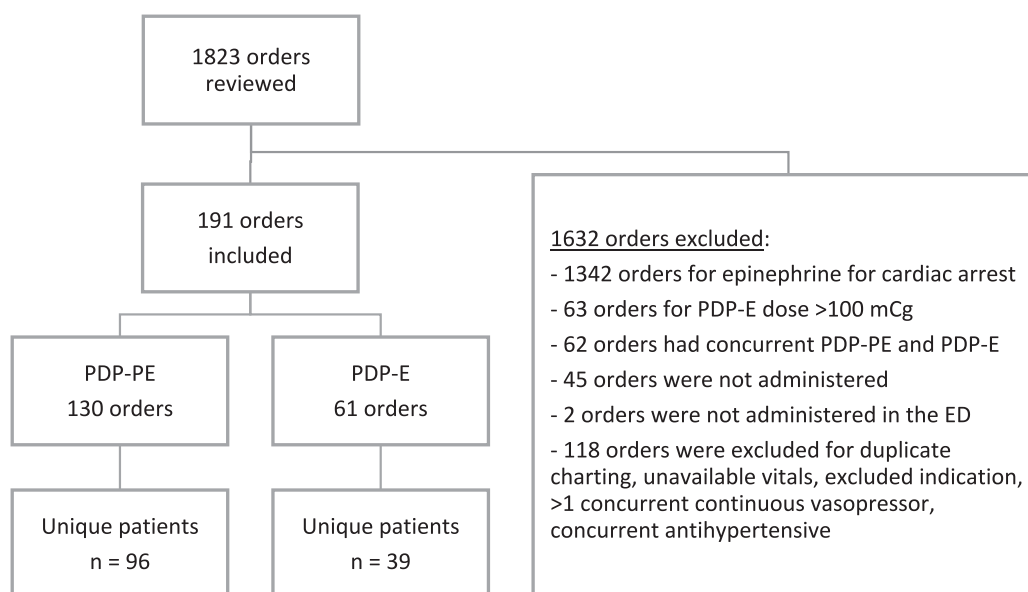 1823 orders
reviewed
191 orders
included
1632 orders excluded:
- 1342 orders for epinephrine for cardiac arrest
- 63 orders for PDP-E dose >100 mCg
- 62 orders had concurrent PDP-PE and PDP-E
- 45 orders were not administered
- 2 orders were not administered in the ED
- 118 orders were excluded for duplicate
charting, unavailable vitals, excluded indication,
>1 concurrent continuous vasopressor,
concurrent antihypertensive
PDP-PE
130 orders
PDP-E
61 orders
Unique patients
n = 96
Unique patients
n = 39